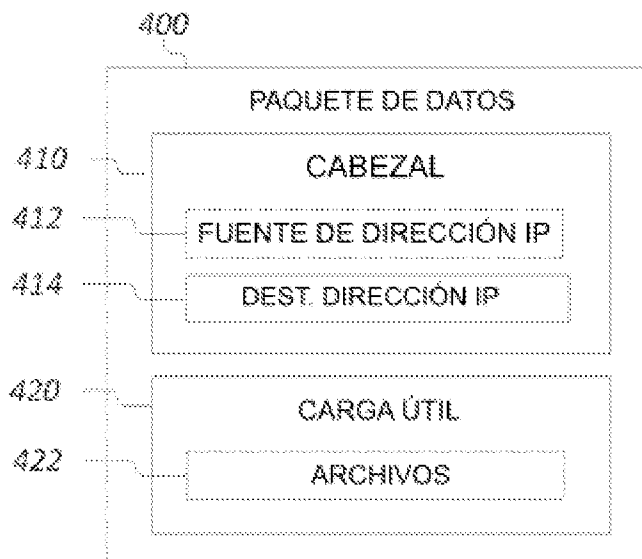 400
PAQUETE DE DATOS
410
CABEZAL
412
FUENTE DE DIRECCIÓN IP
414
DEST. DIRECCIÓN IP
420
CARGA ÚTIL
422
ARCHIVOS